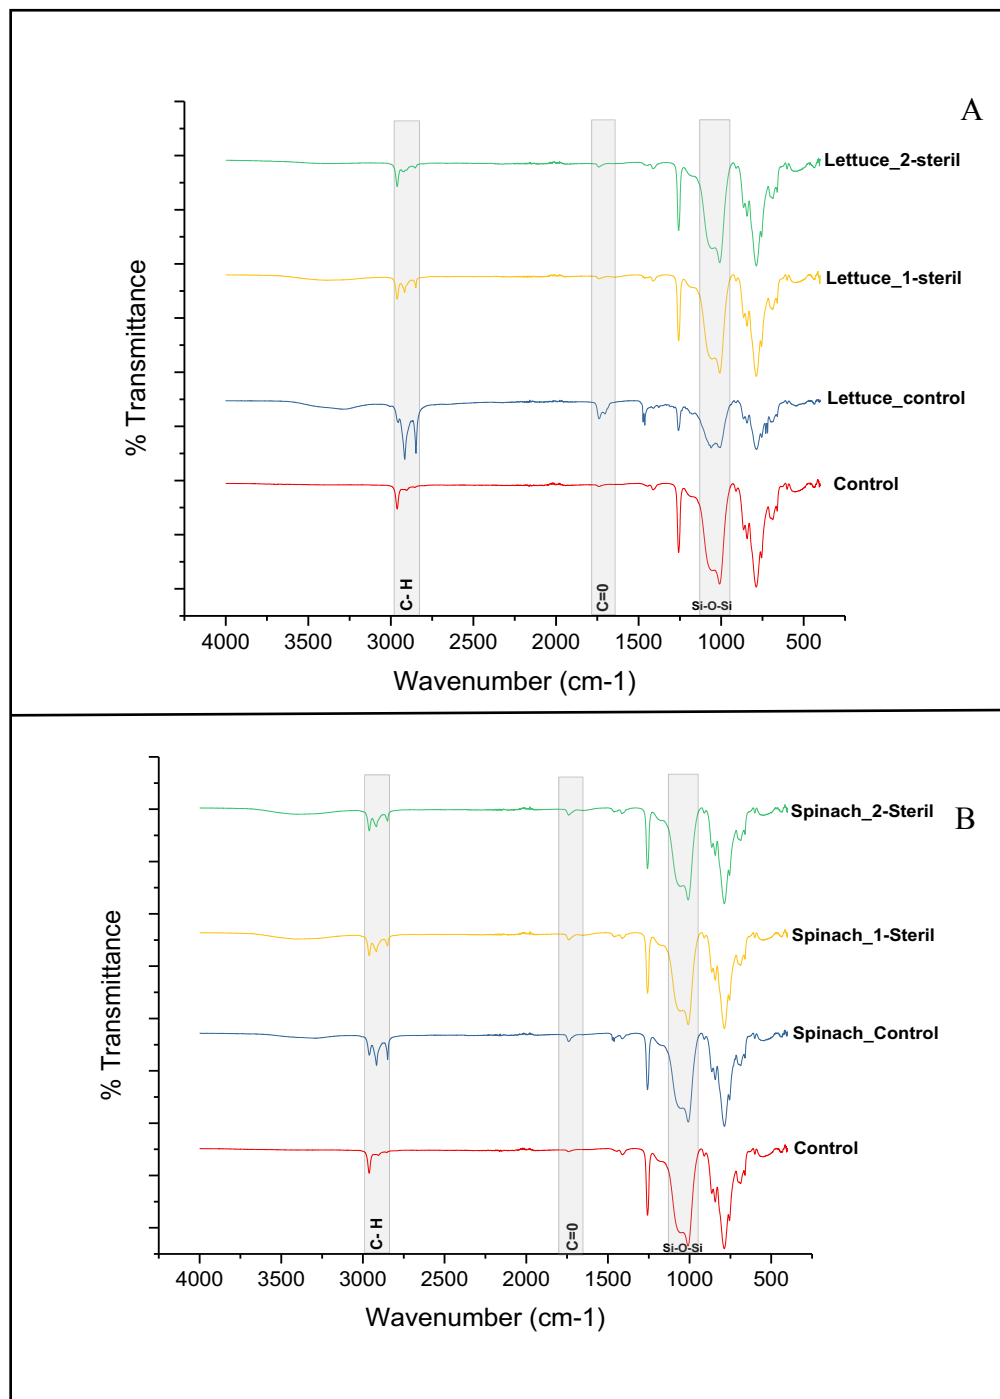 A
Lettuce_2-steril
Lettuce_1-steril
Lettuce_control
Control
% Transmittance
C- H
C=0
Si-O-Si
4000 3500 3000 2500 2000 1500 1000 500
Wavenumber (cm-1)
B
Spinach_2-Steril
Spinach_1-Steril
Spinach_Control
Control
% Transmittance
C- H
C=0
Si-O-Si
4000 3500 3000 2500 2000 1500 1000 500
Wavenumber (cm-1)